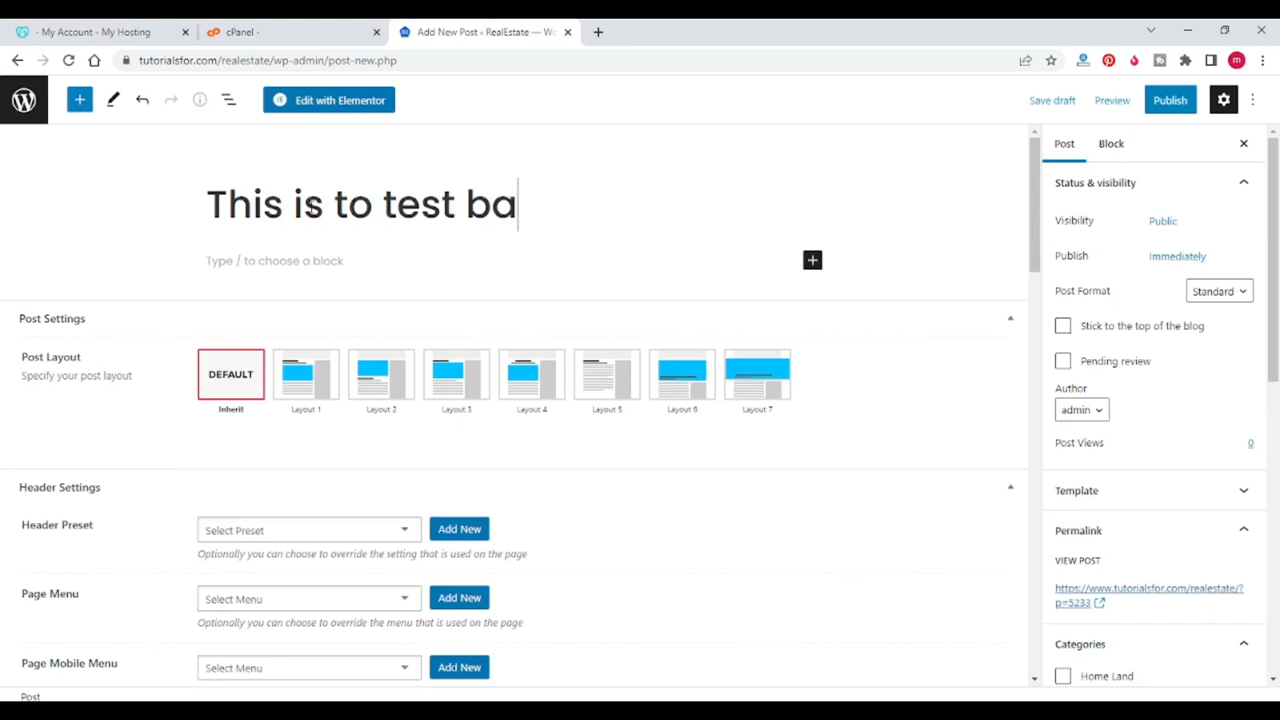 - My Account - My Hosting
cPanel -
Add New Post ‹ RealEstate — Wo
tutorialsfor.com/realestate/wp-admin/post-new.php
m
Edit with Elementor
Save draft
Preview
Publish
This is to test ba
Type / to choose a block
Post Settings
Post Layout
Specify your post layout
DEFAULT
Inherit
Layout 1
Layout 2
Layout 3
Layout 4
Layout 5
Layout 6
Layout 7
Header Settings
Header Preset
Select Preset
Add New
Optionally you can choose to override the setting that is used on the page
Page Menu
Select Menu
Add New
Optionally you can choose to override the menu that is used on the page
Page Mobile Menu
Select Menu
Add New
Post
Post
Block
Status & visibility
Visibility
Public
Publish
Immediately
Post Format
Standard
Stick to the top of the blog
Pending review
Author
admin
Post Views
0
Template
Permalink
VIEW POST
https://www.tutorialsfor.com/realestate/?
p=5233
Categories
Home Land